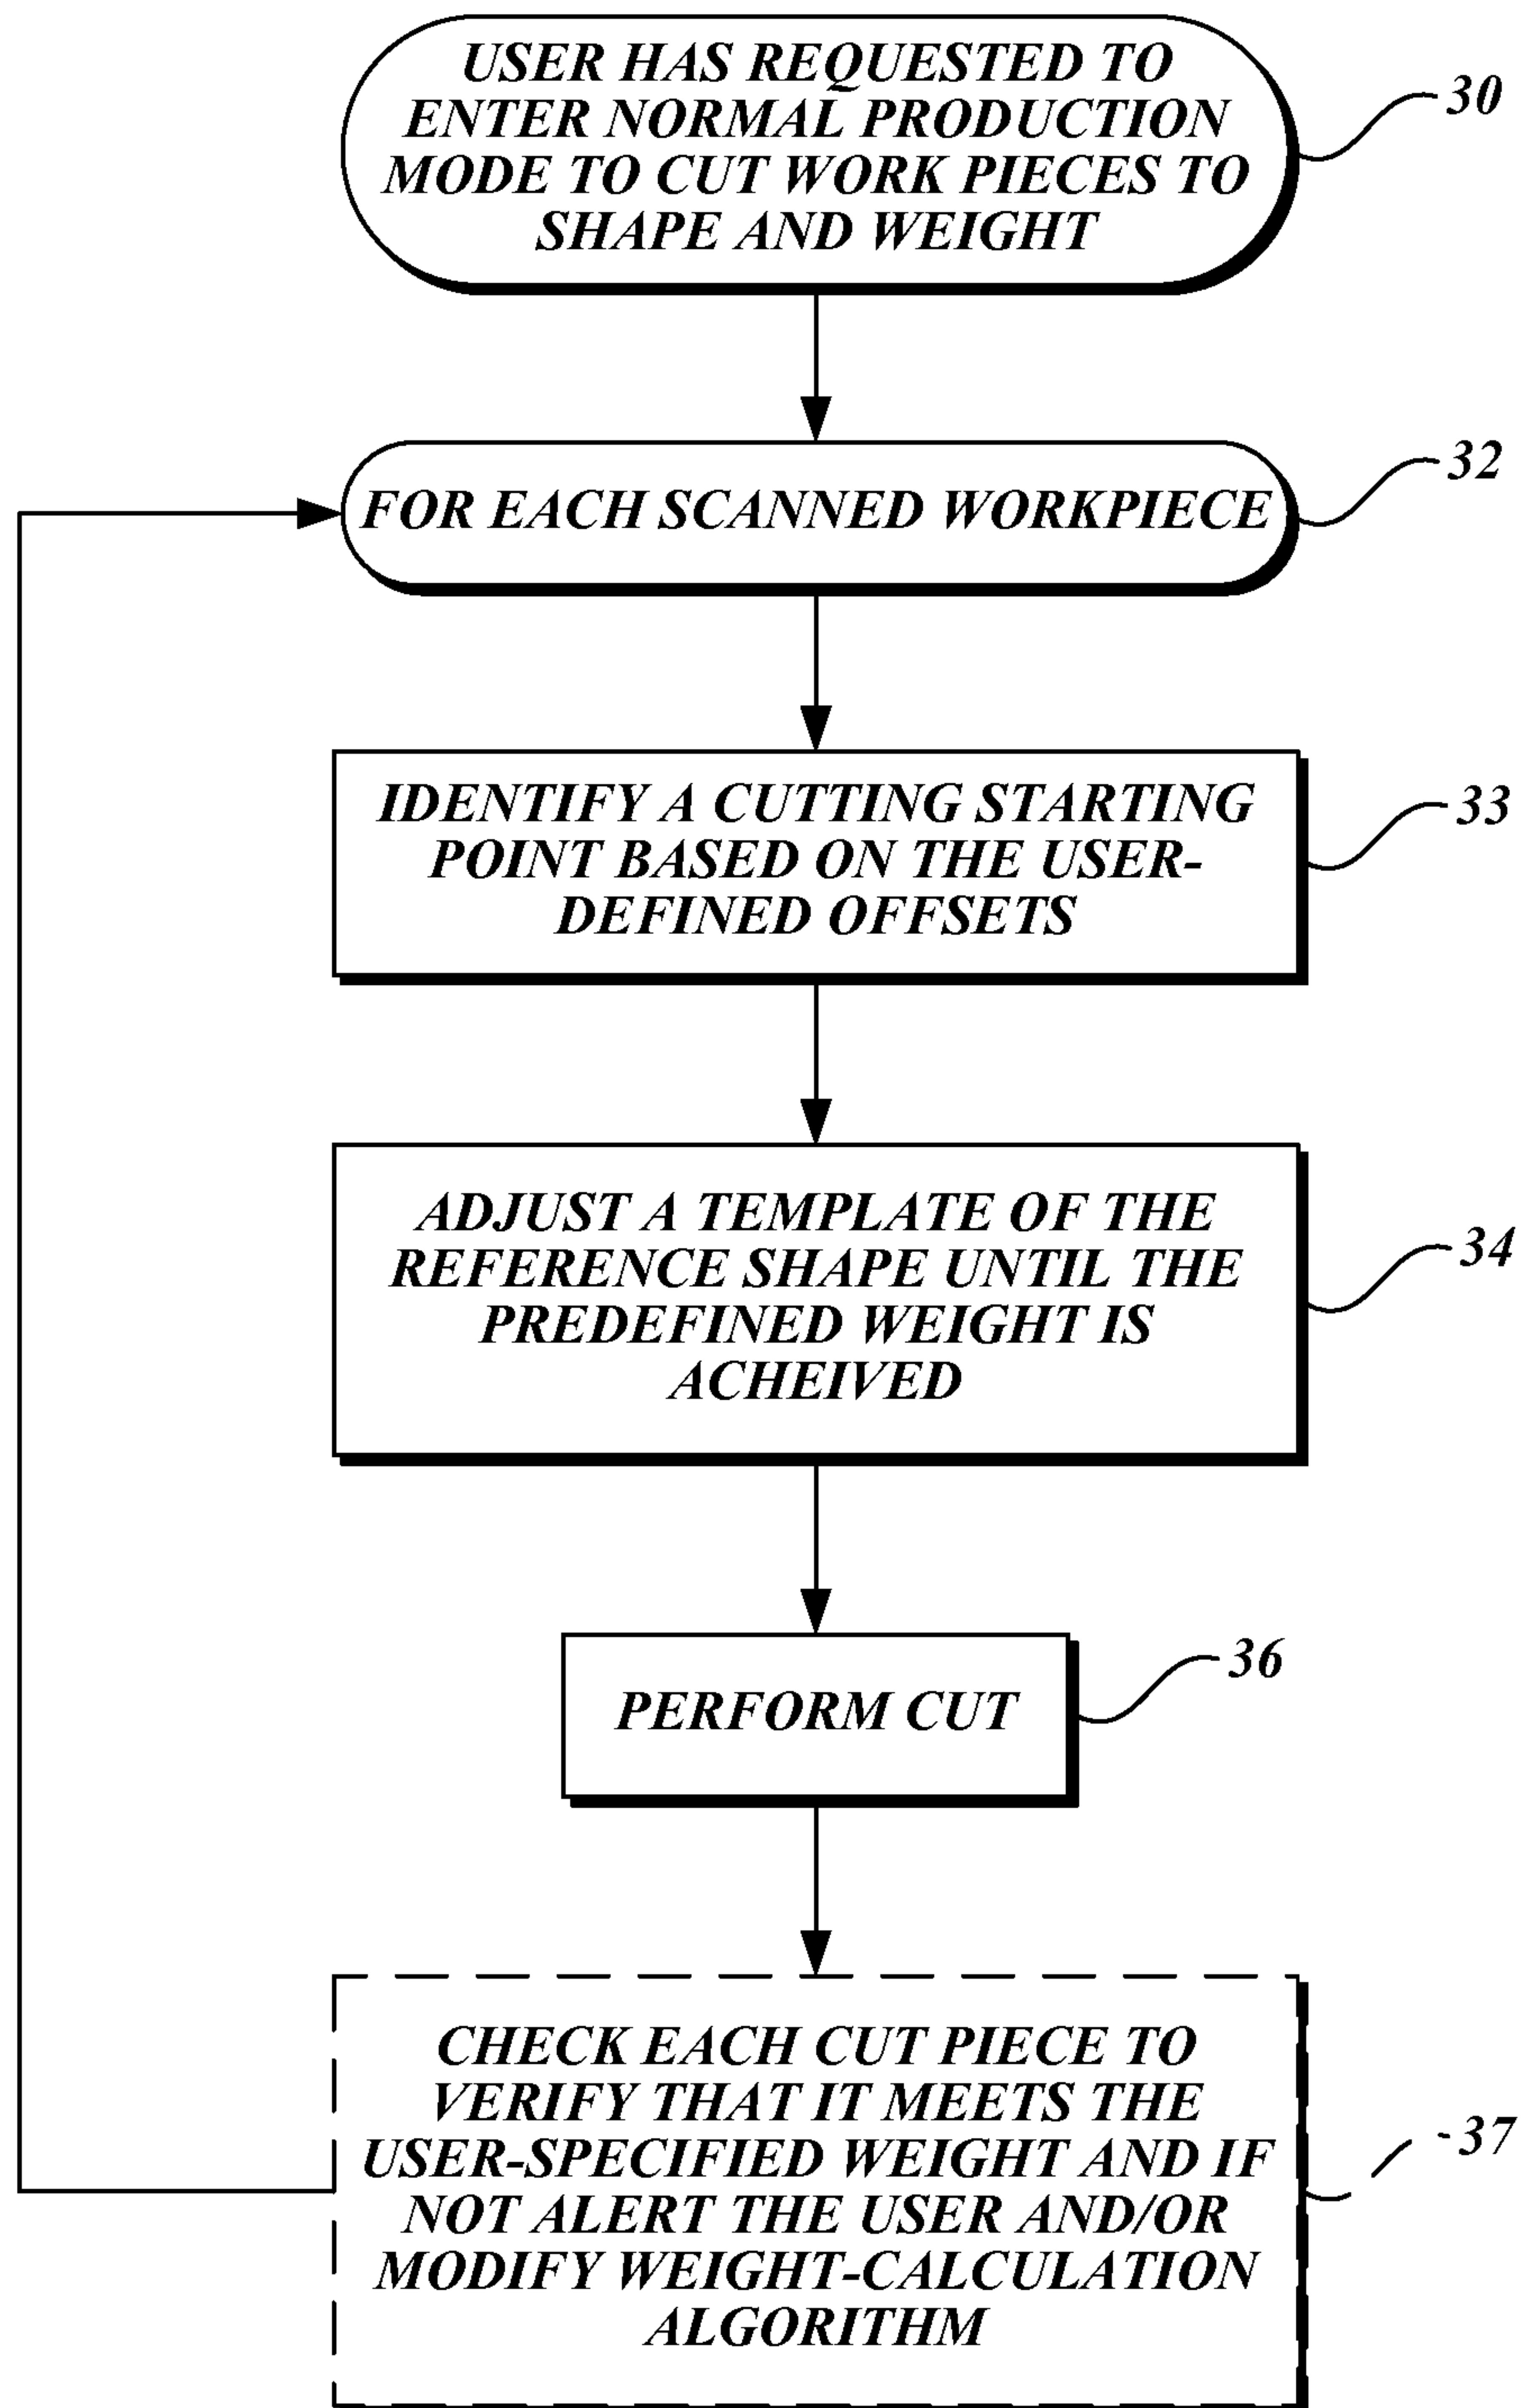 USER HAS REQUESTED TO
ENTER NORMAL PRODUCTION
MODE TO CUT WORK PIECES TO
SHAPE AND WEIGHT
30
FOR EACH SCANNED WORKPIECE
32
IDENTIFY A CUTTING STARTING
POINT BASED ON THE USER-
DEFINED OFFSETS
33
ADJUST A TEMPLATE OF THE
REFERENCE SHAPE UNTIL THE
PREDEFINED WEIGHT IS
ACHEIVED
34
PERFORM CUT
36
CHECK EACH CUT PIECE TO
VERIFY THAT IT MEETS THE
USER-SPECIFIED WEIGHT AND IF
NOT ALERT THE USER AND/OR
MODIFY WEIGHT-CALCULATION
ALGORITHM
37